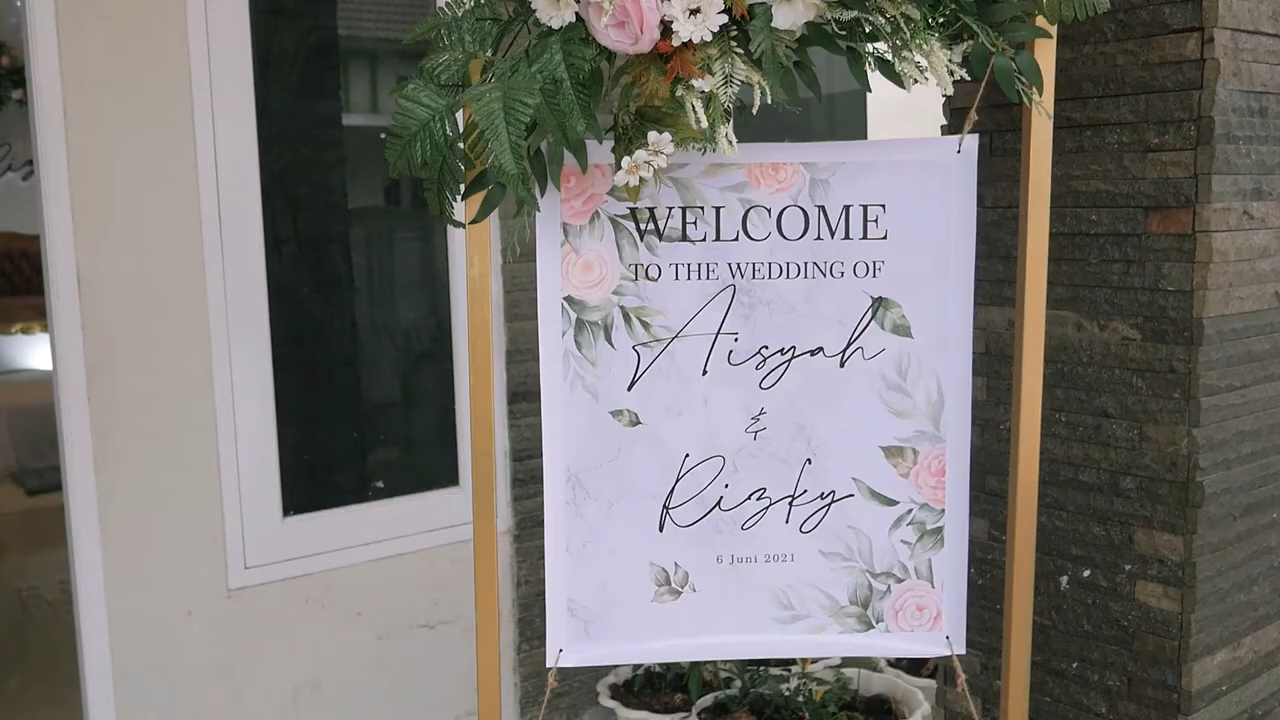 WELCOME
TO THE WEDDING OF
Aisyah
&
Rizky
6 Juni 2021